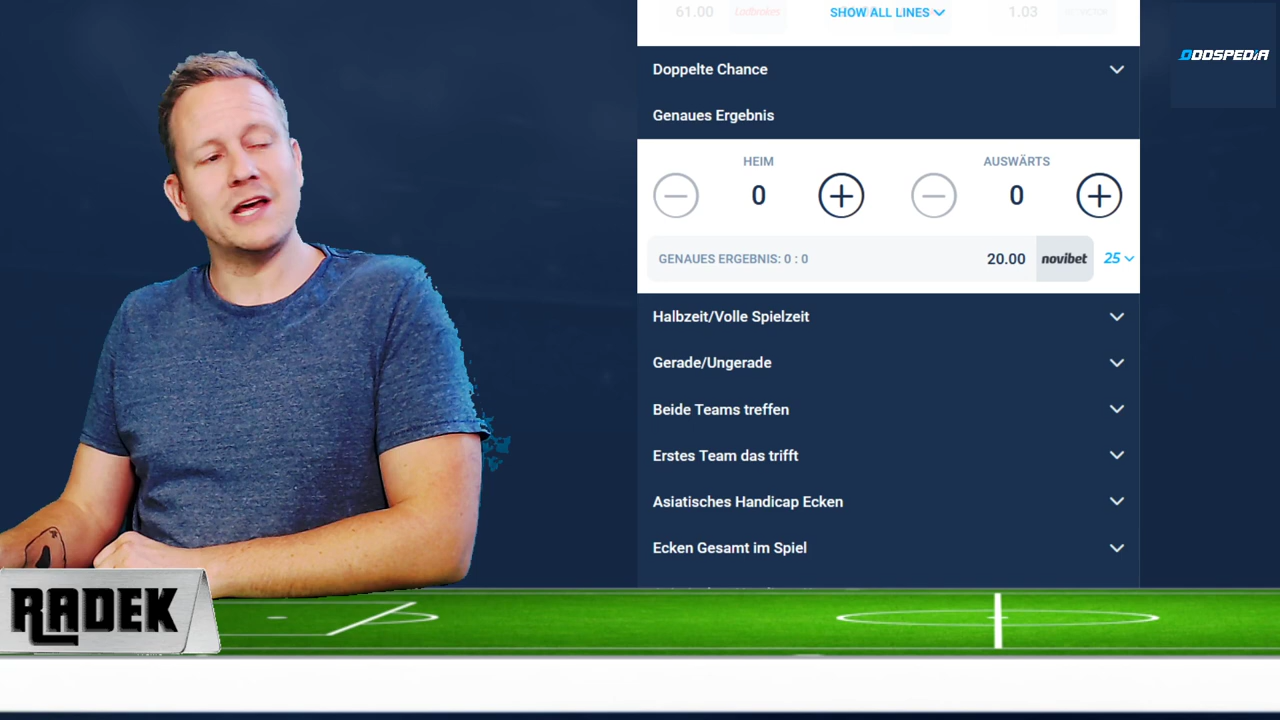 61.00 Ladbrokes SHOW ALL LINES 1.03
ODDSPEDIA
Doppelte Chance
Genaues Ergebnis
HEIM AUSWÄRTS
0 0
GENAUES ERGEBNIS: 0 : 0 20.00 novibet 25
Halbzeit/Volle Spielzeit
Gerade/Ungerade
Beide Teams treffen
Erstes Team das trifft
Asiatisches Handicap Ecken
Ecken Gesamt im Spiel
RADEK